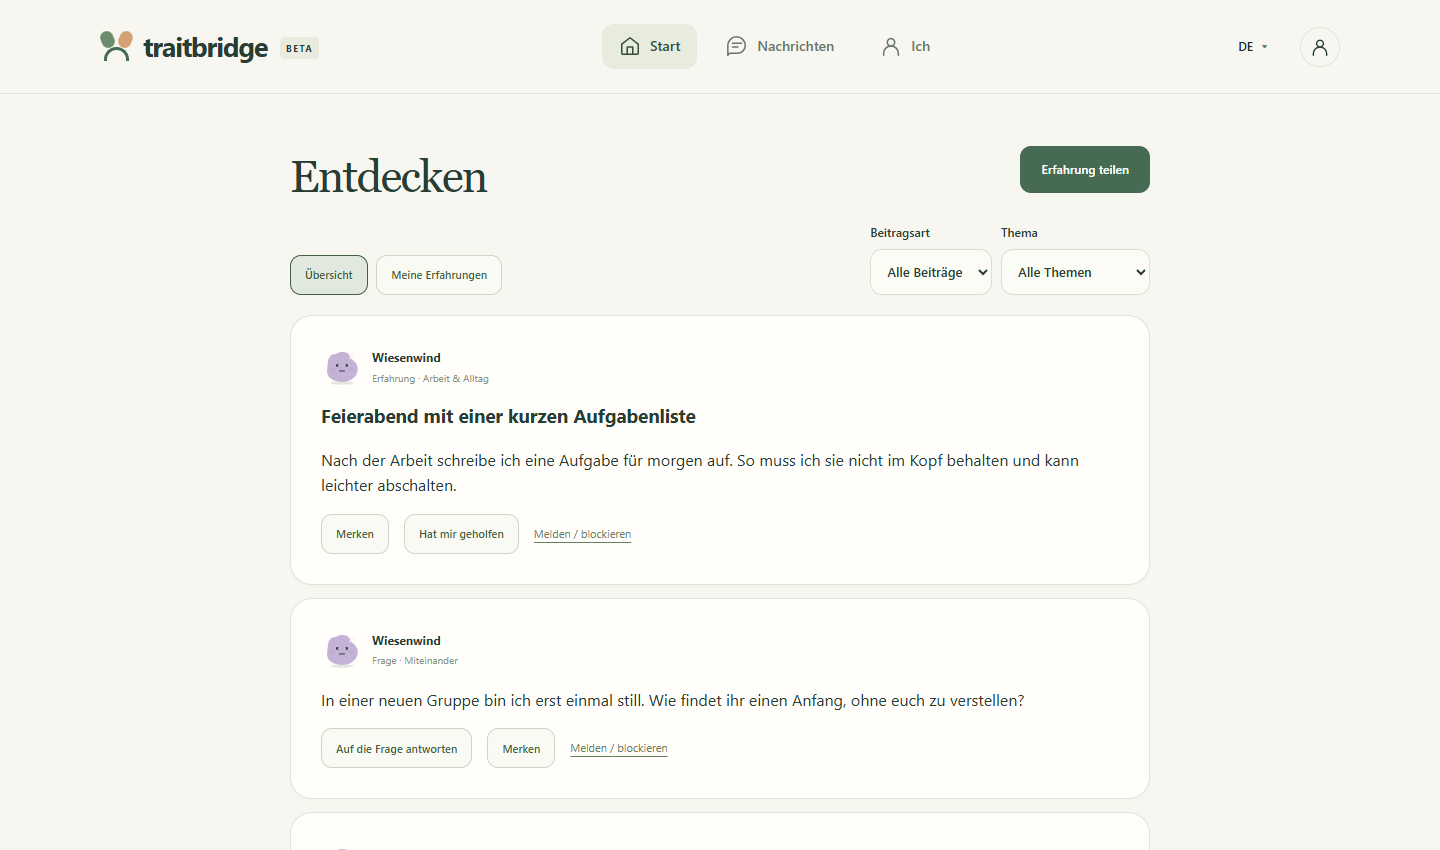 traitbridge BETA
Start
Nachrichten
Ich
DE
Entdecken
Erfahrung teilen
Beitragsart
Thema
Übersicht
Meine Erfahrungen
Alle Beiträge
Alle Themen
Wiesenwind
Erfahrung · Arbeit & Alltag
Feierabend mit einer kurzen Aufgabenliste
Nach der Arbeit schreibe ich eine Aufgabe für morgen auf. So muss ich sie nicht im Kopf behalten und kann
leichter abschalten.
Merken
Hat mir geholfen
Melden / blockieren
Wiesenwind
Frage · Miteinander
In einer neuen Gruppe bin ich erst einmal still. Wie findet ihr einen Anfang, ohne euch zu verstellen?
Auf die Frage antworten
Merken
Melden / blockieren